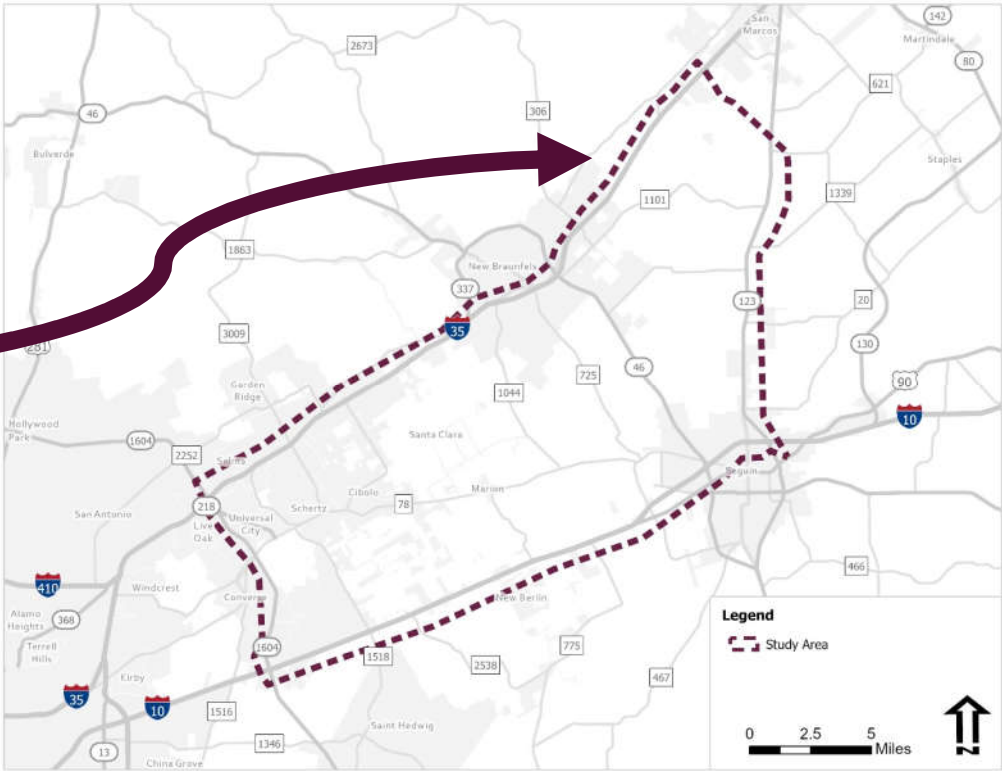 San
Marcos
142
Martindale
2673
80
621
46
306
Bulverde
Staples
1339
1101
1863
New Braunfels
337
123
20
35
281
3009
130
725
46
90
Garden
Ridge
1044
10
Hollywood
Park
Santa Clara
1604
2252
Selma
Seguin
Marion
Cibolo
78
218
Schertz
San Antonio
Universal
City
Live
Oak
466
410
Windcrest
Converse
New Berlin
Alamo
Heights
368
Terrell
Hills
1604
775
1518
2538
Kirby
467
35
10
1516
Saint Hedwig
1346
13
China Grove
Legend
Study Area
0 2.5 5
Miles
N